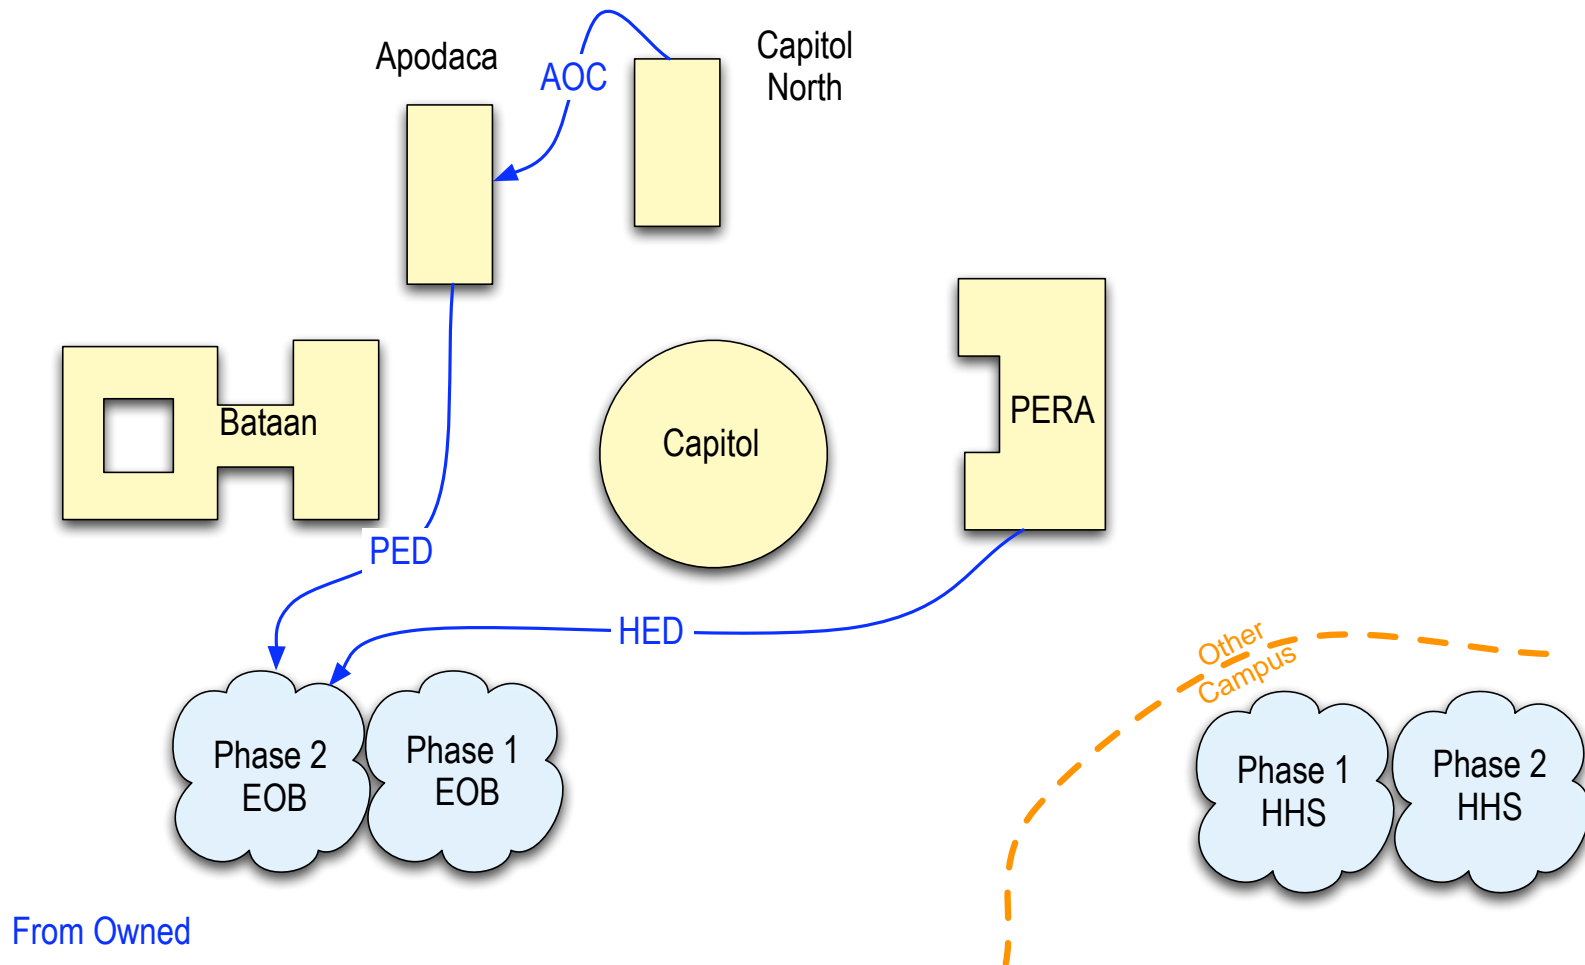 Apodaca
AOC
Capitol
North
Bataan
Capitol
PERA
PED
HED
Other
Campus
Phase 2
EOB
Phase 1
EOB
Phase 1
HHS
Phase 2
HHS
From Owned